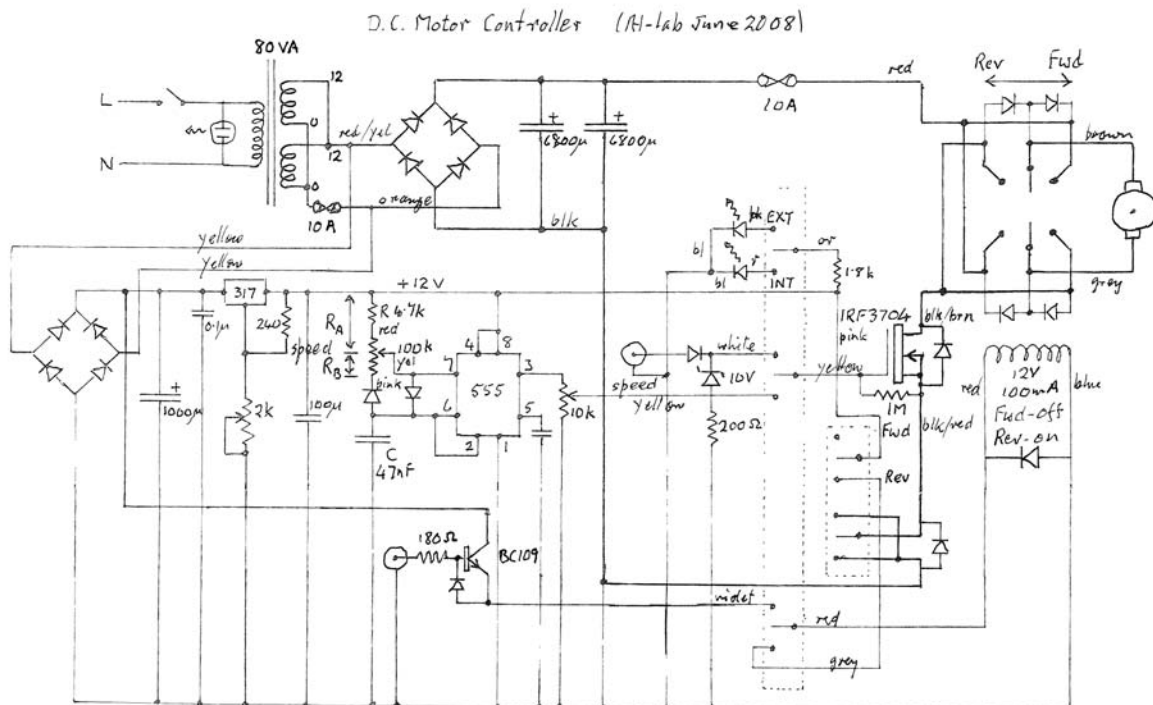 D.C. Motor Controller (AI-lab June 2008)
80VA
12
0
12
0
L
N
red/yel
orange
10A
yellow
yellow
+
6800µ
+
6800µ
blk
10A
red
Rev
Fwd
brown
grey
317
+12V
0.1µ
240
+
1000µ
2k
100µ
RA
RB
speed
R 4.7k
red
100k
yel
pink
C
47nF
4
8
7
3
555
6
5
2
1
10k
bk
EXT
bl
r
bl
INT
or
1.8k
speed
white
yellow
10V
200Ω
yellow
pink
IRF3704
blk/brn
1M
Fwd
blk/red
Rev
red
12V
100mA
Fwd-off
Rev-on
blue
180Ω
BC109
violet
red
grey